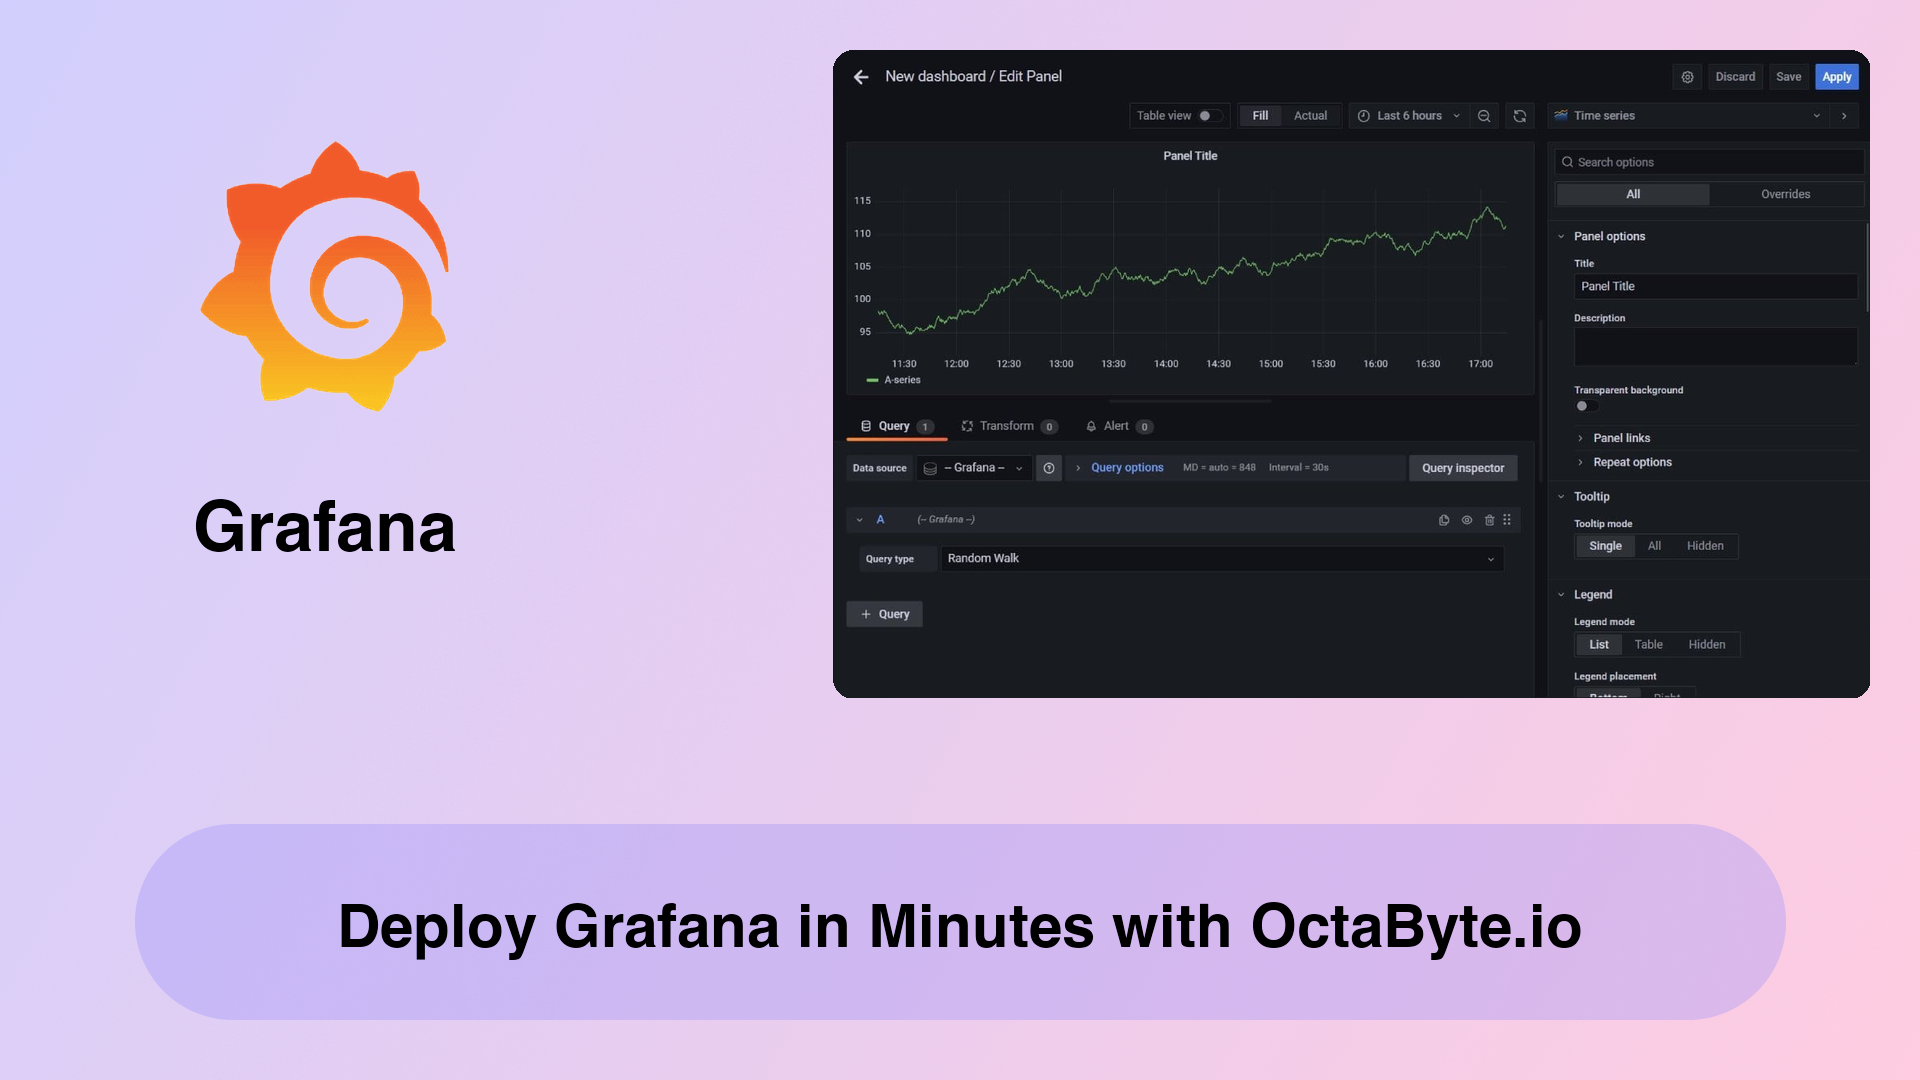 Grafana
New dashboard / Edit Panel
Discard
Save
Apply
Table view
Fill
Actual
Last 6 hours
Time series
Panel Title
115
110
105
100
95
11:30 12:00 12:30 13:00 13:30 14:00 14:30 15:00 15:30 16:00 16:30 17:00
A-series
Query 1
Transform 0
Alert 0
Data source
-- Grafana --
Query options
MD = auto = 848
Interval = 30s
Query inspector
A
(-- Grafana --)
Query type
Random Walk
+ Query
Search options
All
Overrides
Panel options
Title
Panel Title
Description
Transparent background
Panel links
Repeat options
Tooltip
Tooltip mode
Single
All
Hidden
Legend
Legend mode
List
Table
Hidden
Legend placement
Bottom
Right
Deploy Grafana in Minutes with OctaByte.io